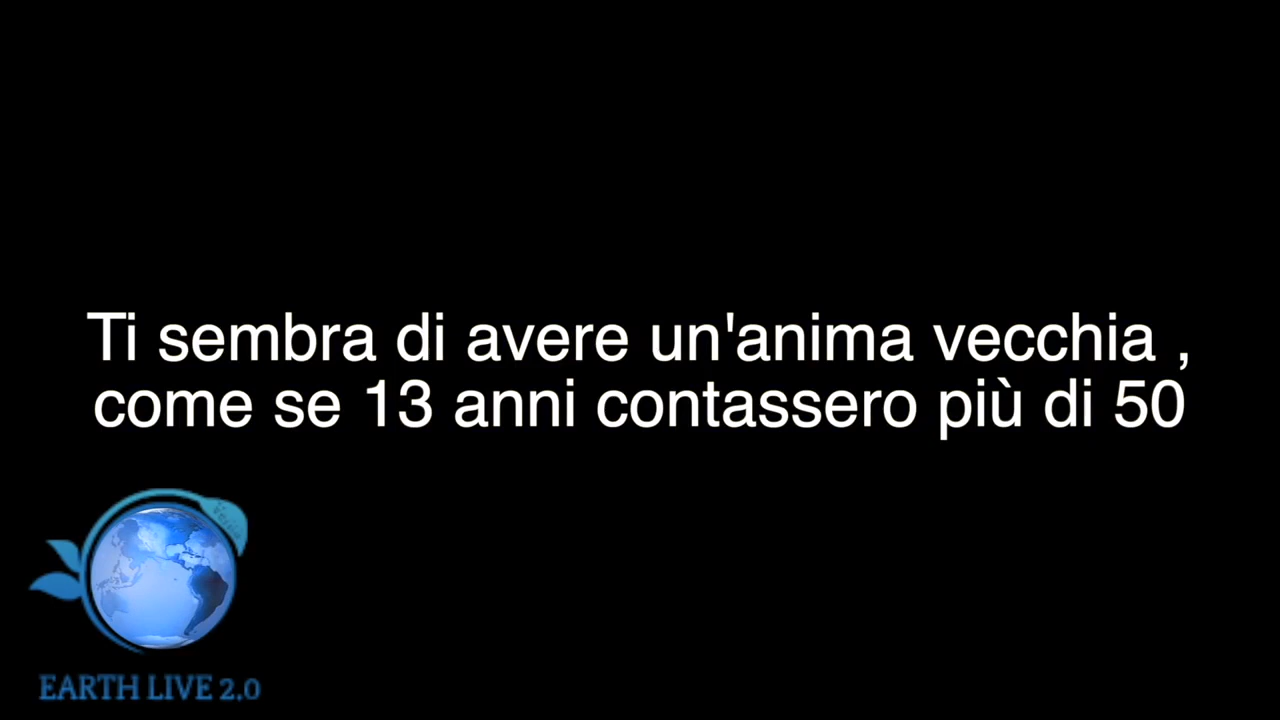 Ti sembra di avere un'anima vecchia ,
come se 13 anni contassero più di 50
EARTH LIVE 2.0